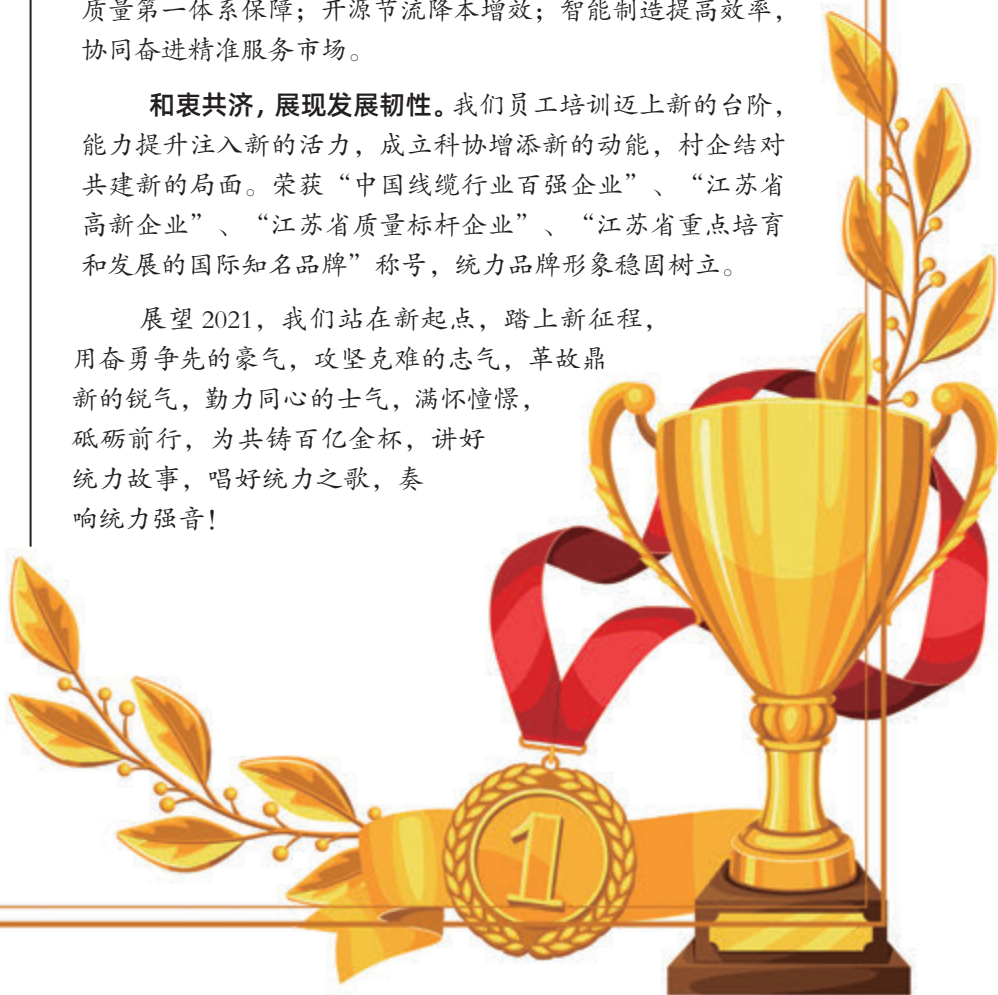 质量第一体系保障；开源节流降本增效；智能制造提高效率，
协同奋进精准服务市场。
和衷共济，展现发展韧性。我们员工培训迈上新的台阶，
能力提升注入新的活力，成立科协增添新的动能，村企结对
共建新的局面。荣获“中国线缆行业百强企业”、“江苏省
高新企业”、“江苏省质量标杆企业”、“江苏省重点培育
和发展的国际知名品牌”称号，统力品牌形象稳固树立。
展望 2021，我们站在新起点，踏上新征程，
用奋勇争先的豪气，攻坚克难的志气，革故鼎
新的锐气，勤力同心的士气，满怀憧憬，
砥砺前行，为共铸百亿金杯，讲好
统力故事，唱好统力之歌，奏
响统力强音！
1